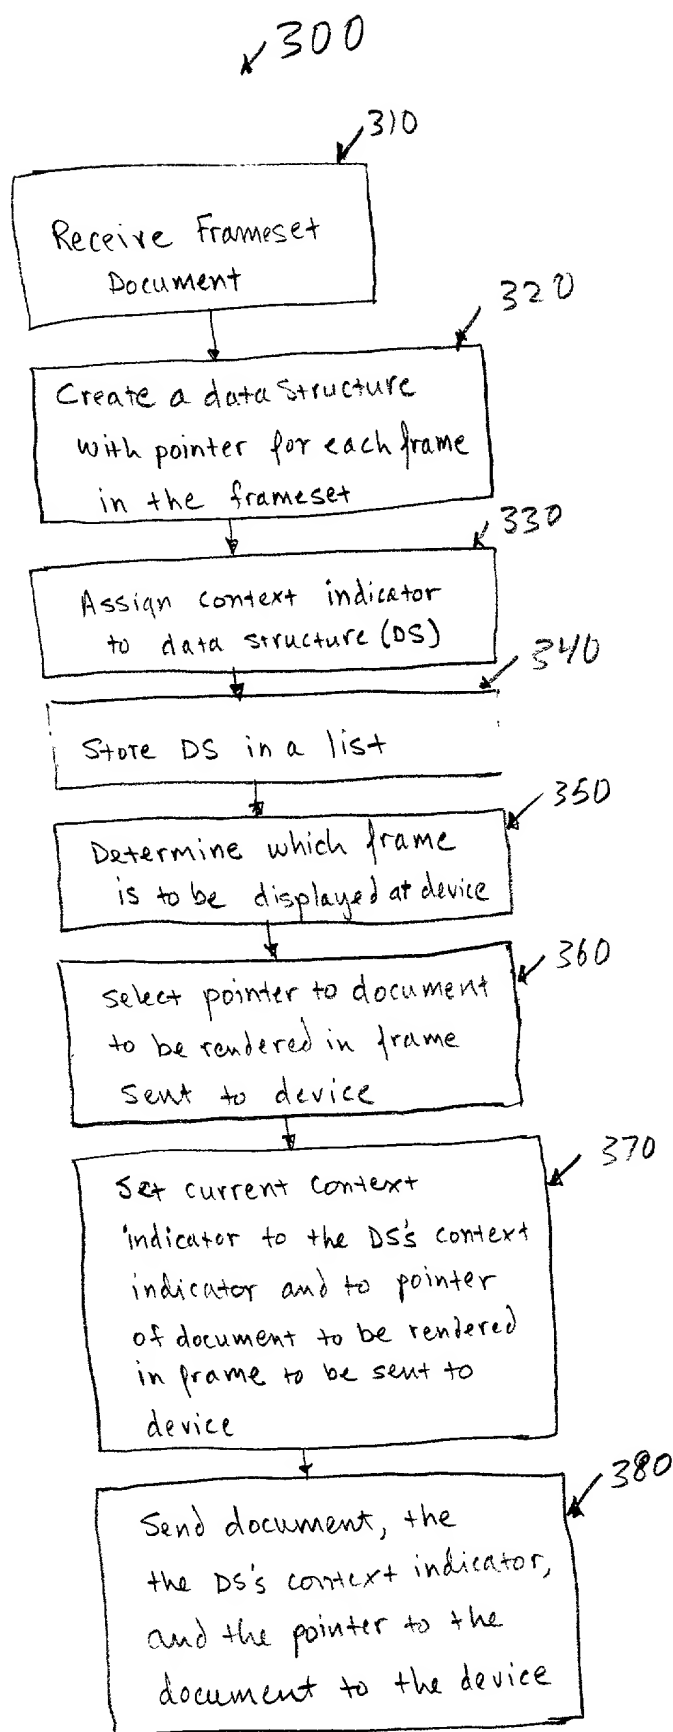 300
310
Receive Frameset
Document
320
Create a data structure
with pointer for each frame
in the frameset
330
Assign context indicator
to data structure (DS)
340
Store DS in a list
350
Determine which frame
is to be displayed at device
360
Select pointer to document
to be rendered in frame
sent to device
370
Set current context
indicator to the DS's context
indicator and to pointer
of document to be rendered
in frame to be sent to
device
380
Send document, the
the DS's context indicator,
and the pointer to the
document to the device